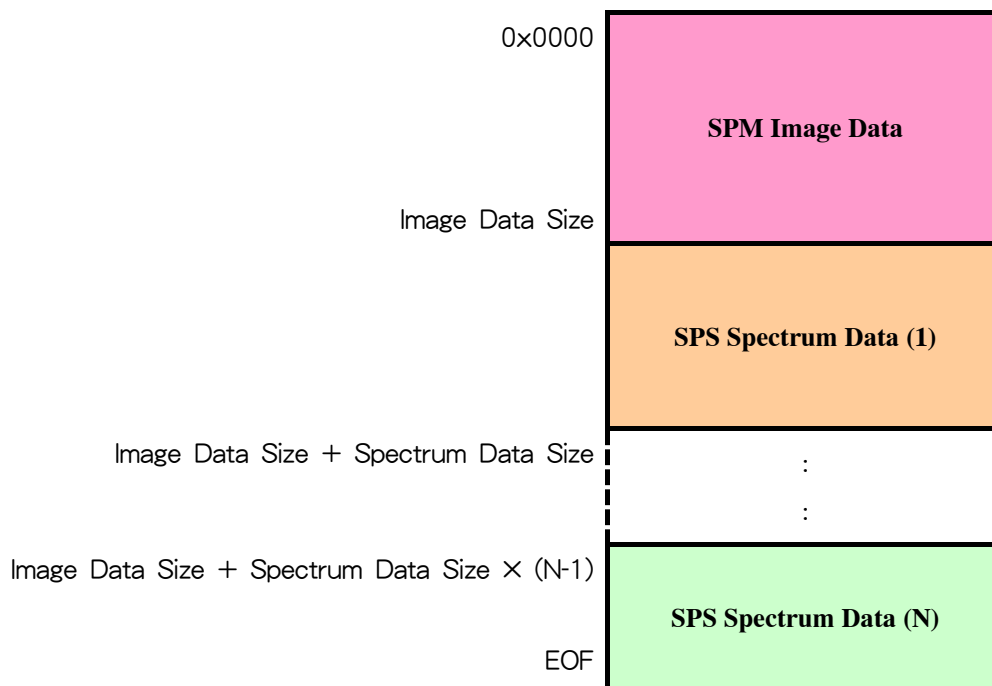 0x0000
SPM Image Data
Image Data Size
SPS Spectrum Data (1)
Image Data Size + Spectrum Data Size
:
:
Image Data Size + Spectrum Data Size × (N-1)
SPS Spectrum Data (N)
EOF